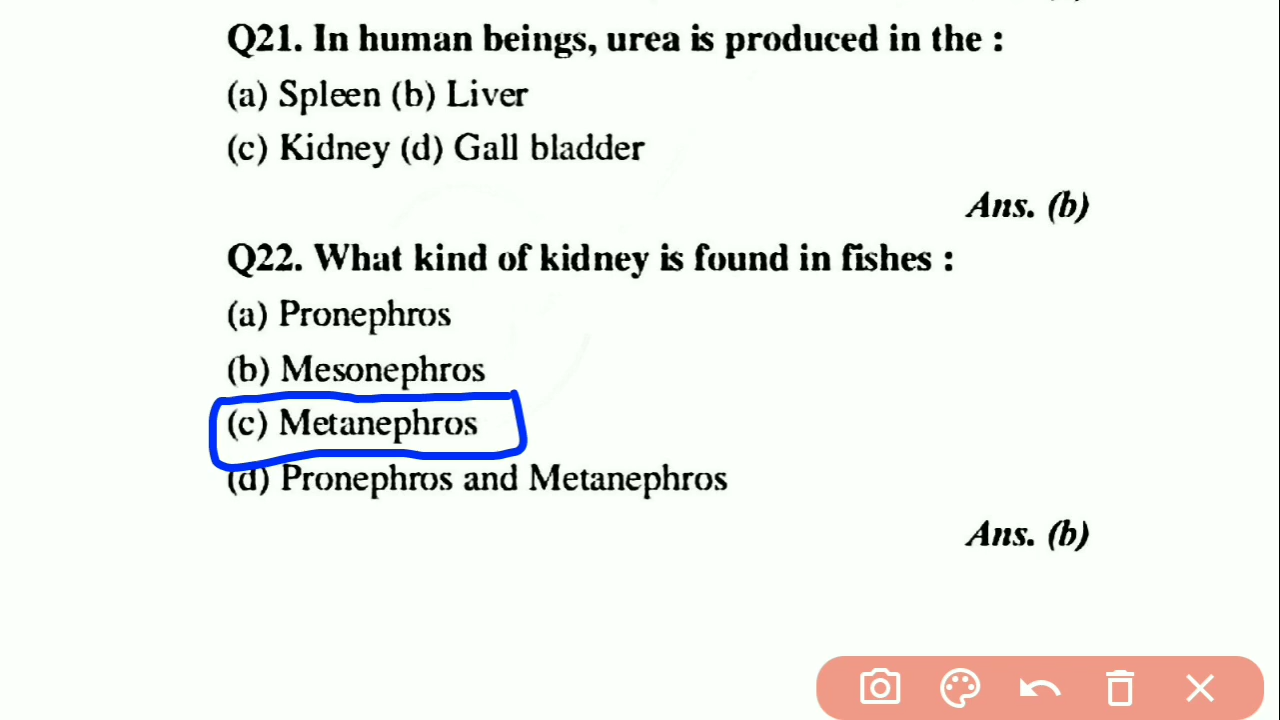 Q21. In human beings, urea is produced in the :
(a) Spleen (b) Liver
(c) Kidney (d) Gall bladder
Ans. (b)
Q22. What kind of kidney is found in fishes :
(a) Pronephros
(b) Mesonephros
(c) Metanephros
(d) Pronephros and Metanephros
Ans. (b)